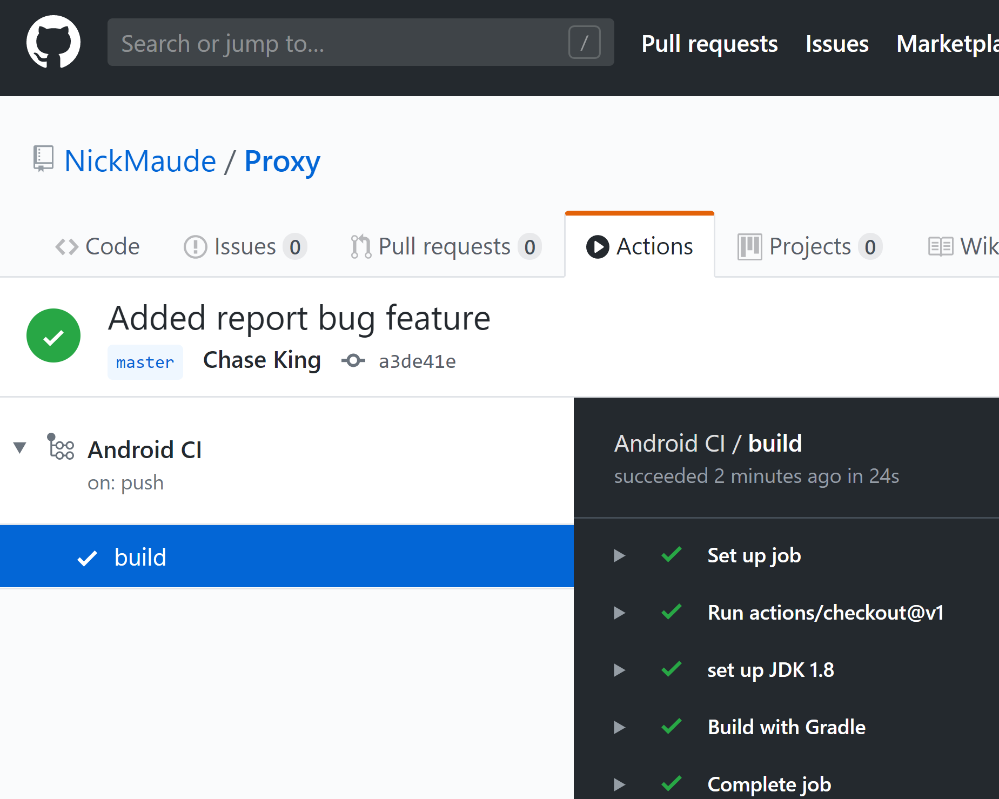 Search or jump to... / Pull requests Issues Marketpla
NickMaude / Proxy
Code Issues 0 Pull requests 0 Actions Projects 0 Wik
Added report bug feature
master Chase King a3de41e
Android CI
on: push
build
Android CI / build
succeeded 2 minutes ago in 24s
Set up job
Run actions/checkout@v1
set up JDK 1.8
Build with Gradle
Complete job